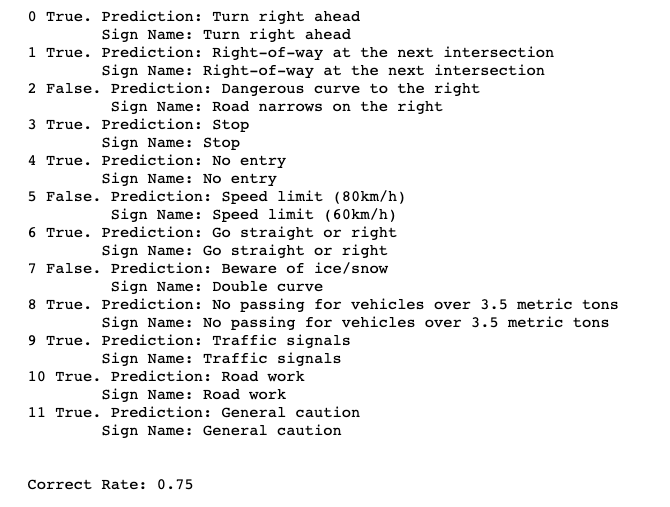 0 True. Prediction: Turn right ahead
Sign Name: Turn right ahead
1 True. Prediction: Right-of-way at the next intersection
Sign Name: Right-of-way at the next intersection
2 False. Prediction: Dangerous curve to the right
Sign Name: Road narrows on the right
3 True. Prediction: Stop
Sign Name: Stop
4 True. Prediction: No entry
Sign Name: No entry
5 False. Prediction: Speed limit (80km/h)
Sign Name: Speed limit (60km/h)
6 True. Prediction: Go straight or right
Sign Name: Go straight or right
7 False. Prediction: Beware of ice/snow
Sign Name: Double curve
8 True. Prediction: No passing for vehicles over 3.5 metric tons
Sign Name: No passing for vehicles over 3.5 metric tons
9 True. Prediction: Traffic signals
Sign Name: Traffic signals
10 True. Prediction: Road work
Sign Name: Road work
11 True. Prediction: General caution
Sign Name: General caution
Correct Rate: 0.75